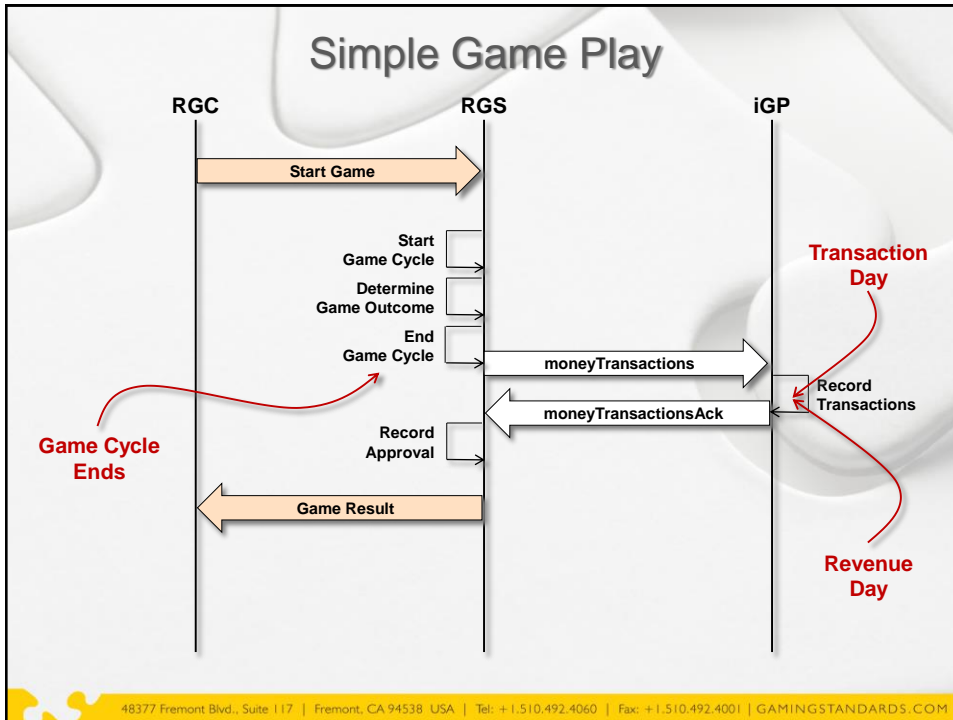 Simple Game Play
RGC
RGS
iGP
Start Game
Start
Game Cycle
Determine
Game Outcome
End
Game Cycle
moneyTransactions
Transaction
Day
Record
Transactions
moneyTransactionsAck
Game Cycle
Ends
Record
Approval
Game Result
Revenue
Day
48377 Fremont Blvd., Suite 117 | Fremont, CA 94538 USA | Tel: +1.510.492.4060 | Fax: +1.510.492.4001 | GAMINGSTANDARDS.COM